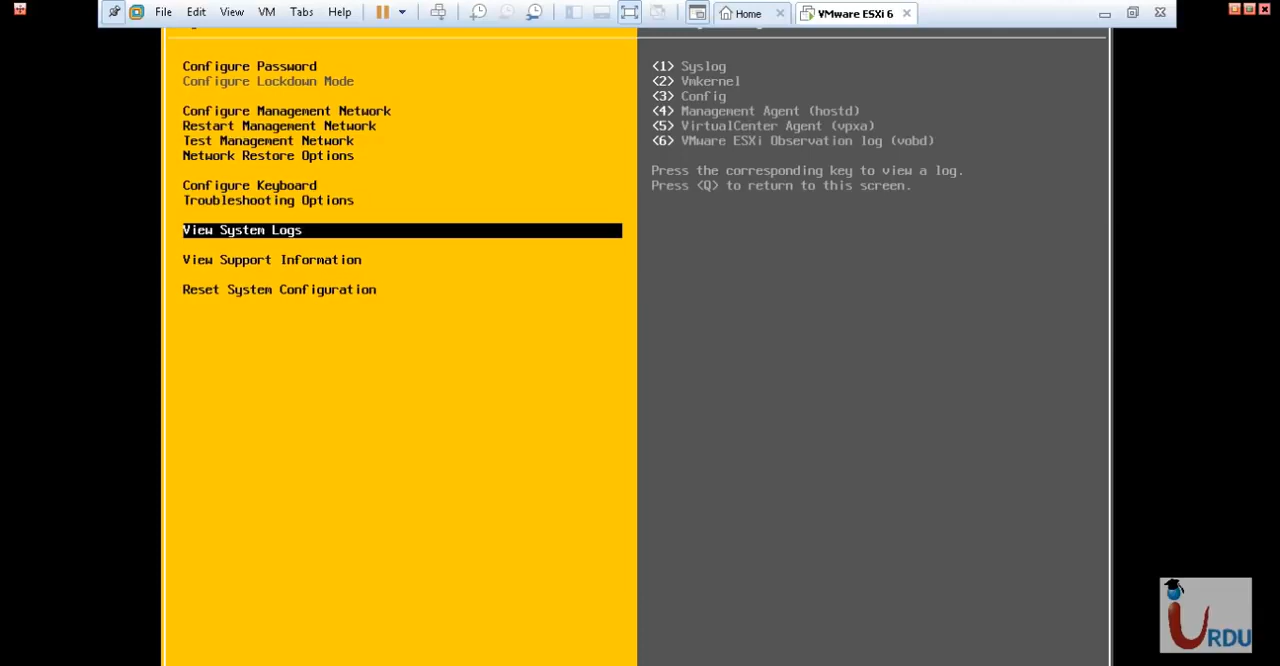 File Edit View VM Tabs Help Home VMware ESXi 6
Configure Password
Configure Lockdown Mode
Configure Management Network
Restart Management Network
Test Management Network
Network Restore Options
Configure Keyboard
Troubleshooting Options
View System Logs
View Support Information
Reset System Configuration
<1> Syslog
<2> Vmkernel
<3> Config
<4> Management Agent (hostd)
<5> VirtualCenter Agent (vpxa)
<6> VMware ESXi Observation log (vobd)
Press the corresponding key to view a log.
Press <Q> to return to this screen.
iURDU